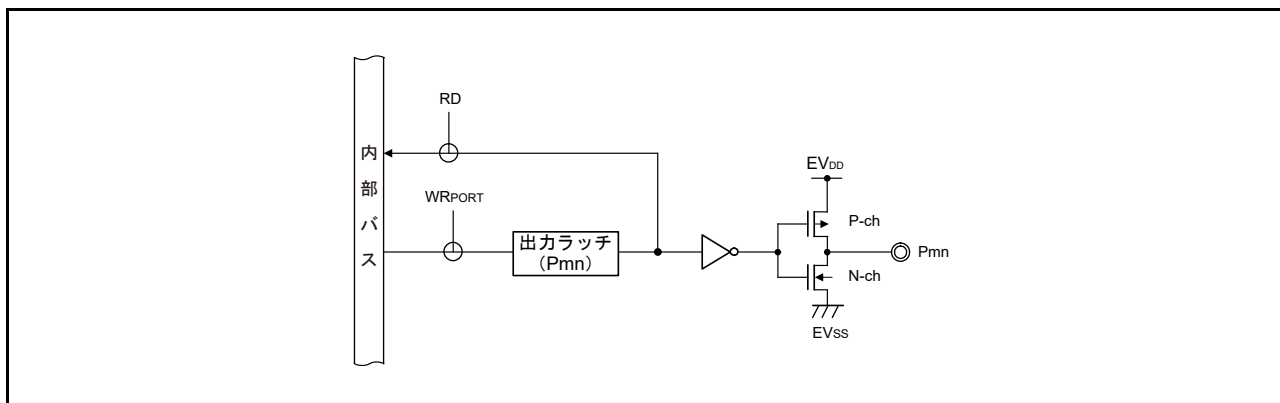 RD
内部バス
WRPORT
出力ラッチ
(Pmn)
EVDD
P-ch
Pmn
N-ch
EVSS